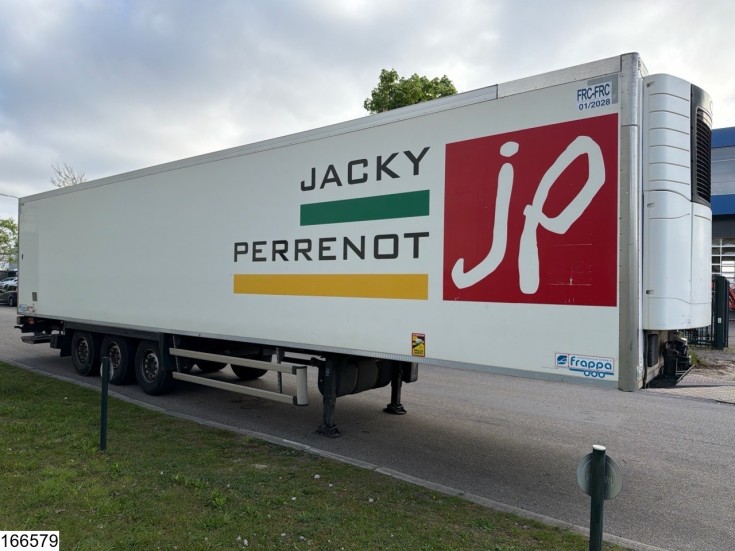 FRC-FRC
01/2028
JACKY
PERRENOT
jp
frappa
166579